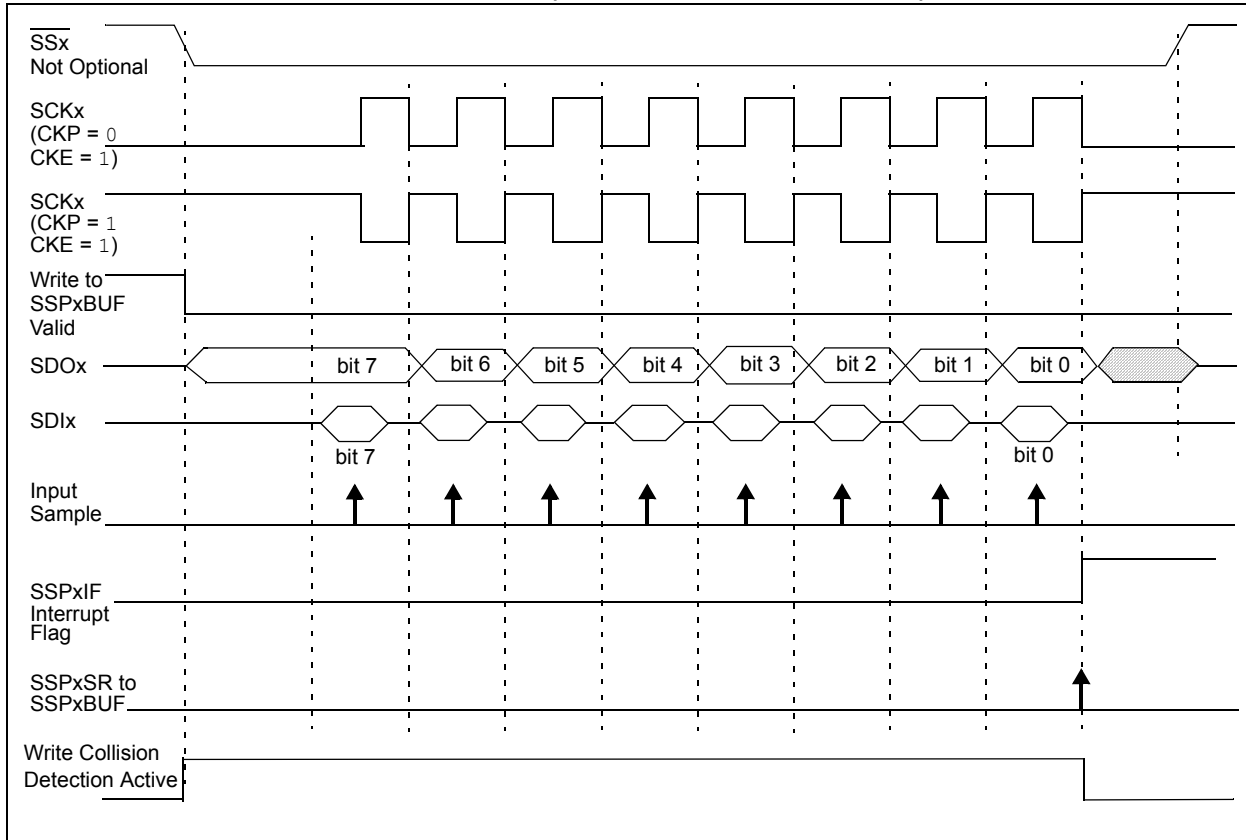 SSx
Not Optional
SCKx
(CKP = 0
CKE = 1)
SCKx
(CKP = 1
CKE = 1)
Write to
SSPxBUF
Valid
SDOx
bit 7
bit 6
bit 5
bit 4
bit 3
bit 2
bit 1
bit 0
SDIx
bit 7
bit 0
Input
Sample
SSPxIF
Interrupt
Flag
SSPxSR to
SSPxBUF
Write Collision
Detection Active